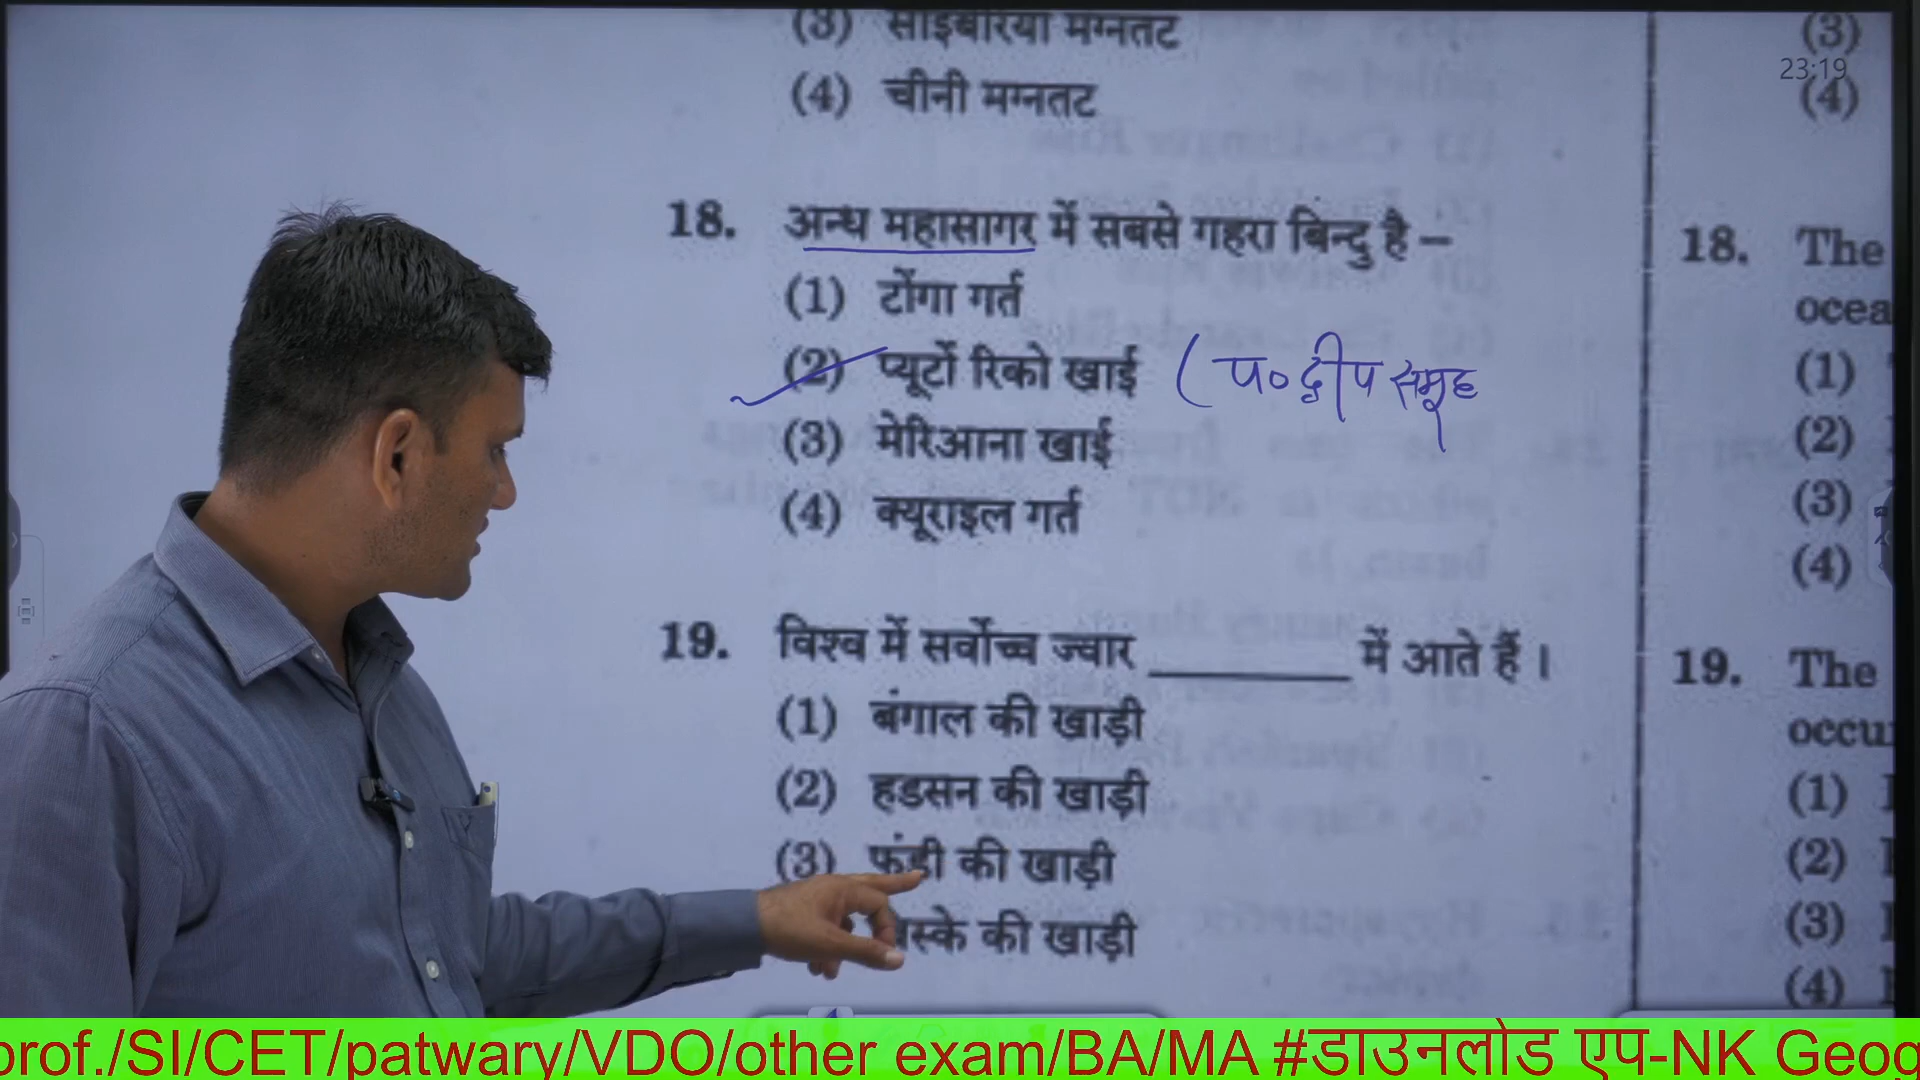 (3) साइबेरिया मग्नतट
(4) चीनी मग्नतट
18. अन्ध महासागर में सबसे गहरा बिन्दु है –
(1) टोंगा गर्त
(2) प्यूर्टो रिको खाई ( प० द्वीप समूह
(3) मेरिआना खाई
(4) क्यूराइल गर्त
19. विश्व में सर्वोच्च ज्वार ________ में आते हैं ।
(1) बंगाल की खाड़ी
(2) हडसन की खाड़ी
(3) फंडी की खाड़ी
की खाड़ी
(3)
23:19
(4)
18. The
ocea
(1)
(2)
(3)
(4)
19. The
occu
(1)
(2)
(3)
(4)
prof./SI/CET/patwary/VDO/other exam/BA/MA #डाउनलोड एप-NK Geog